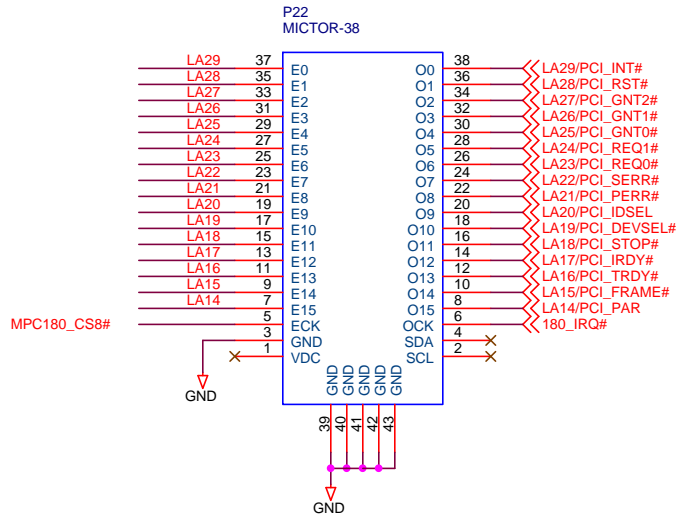 P22
MICTOR-38
LA29 37 E0 O0 38 LA29/PCI_INT#
LA28 35 E1 O1 36 LA28/PCI_RST#
LA27 33 E2 O2 34 LA27/PCI_GNT2#
LA26 31 E3 O3 32 LA26/PCI_GNT1#
LA25 29 E4 O4 30 LA25/PCI_GNT0#
LA24 27 E5 O5 28 LA24/PCI_REQ1#
LA23 25 E6 O6 26 LA23/PCI_REQ0#
LA22 23 E7 O7 24 LA22/PCI_SERR#
LA21 21 E8 O8 22 LA21/PCI_PERR#
LA20 19 E9 O9 20 LA20/PCI_IDSEL
LA19 17 E10 O10 18 LA19/PCI_DEVSEL#
LA18 15 E11 O11 16 LA18/PCI_STOP#
LA17 13 E12 O12 14 LA17/PCI_IRDY#
LA16 11 E13 O13 12 LA16/PCI_TRDY#
LA15 9 E14 O14 10 LA15/PCI_FRAME#
LA14 7 E15 O15 8 LA14/PCI_PAR
MPC180_CS8# 5 ECK OCK 6 180_IRQ#
3 GND SDA 4
1 VDC SCL 2
GND GND GND GND GND
GND
39 40 41 42 43
GND